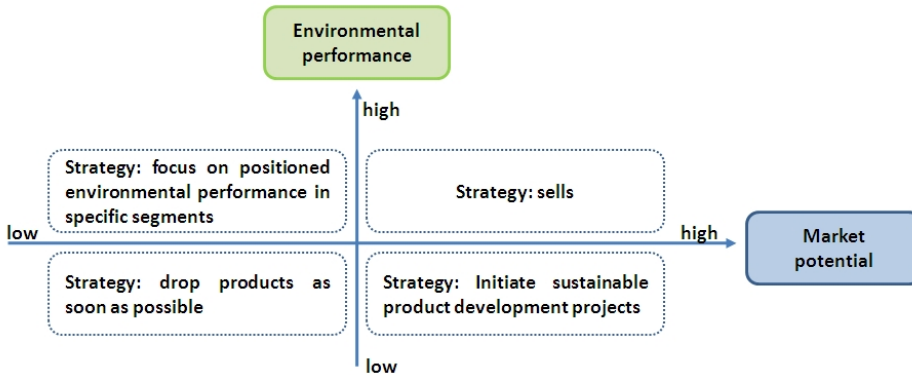 Environmental
performance
high
Strategy: focus on positioned
environmental performance in
specific segments
Strategy: sells
low
high
Market
potential
Strategy: drop products as
soon as possible
Strategy: Initiate sustainable
product development projects
low